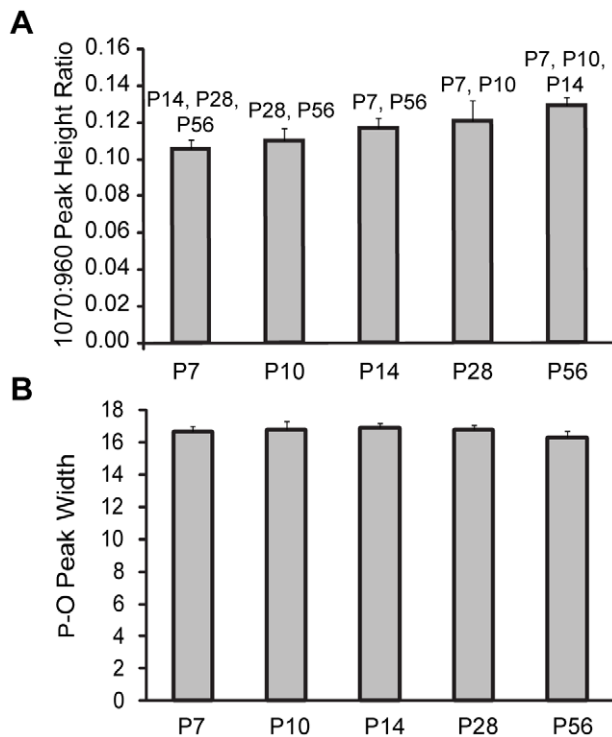 A
1070:960 Peak Height Ratio
0.16
0.14
0.12
0.10
0.08
0.06
0.04
0.02
0.00
P14, P28,
P56
P28, P56
P7, P56
P7, P10
P7, P10,
P14
P7 P10 P14 P28 P56
B
P-O Peak Width
18
16
14
12
10
8
6
4
2
0
P7 P10 P14 P28 P56